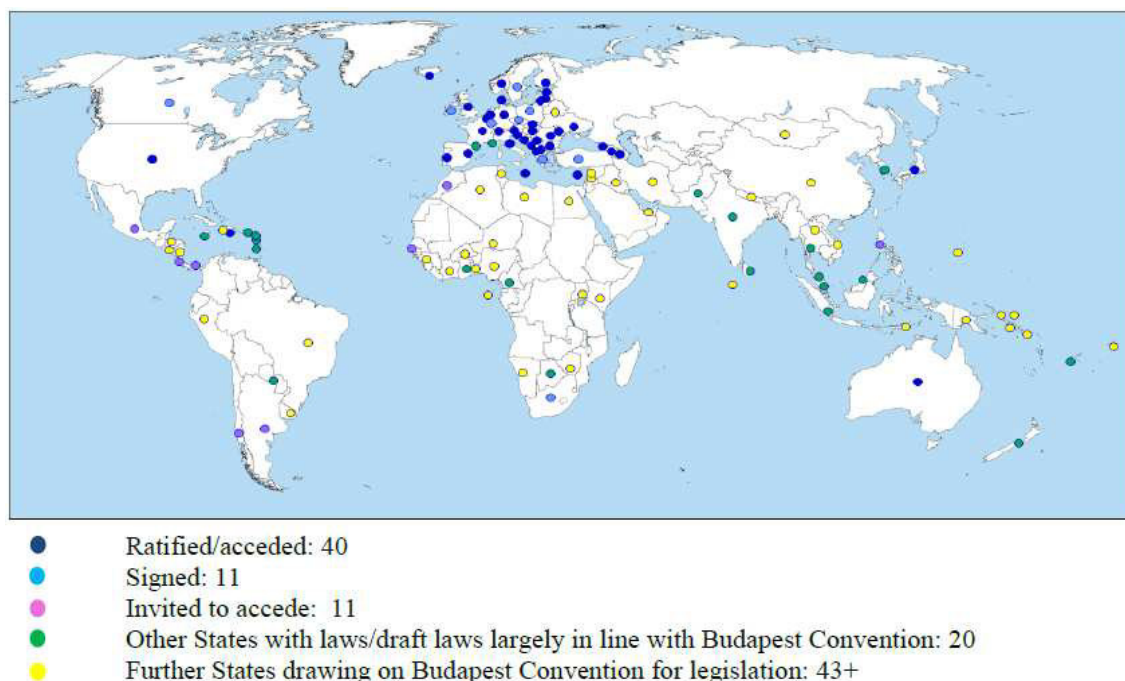 Ratified/acceded: 40
Signed: 11
Invited to accede:  11
Other States with laws/draft laws largely in line with Budapest Convention: 20
Further States drawing on Budapest Convention for legislation: 43+